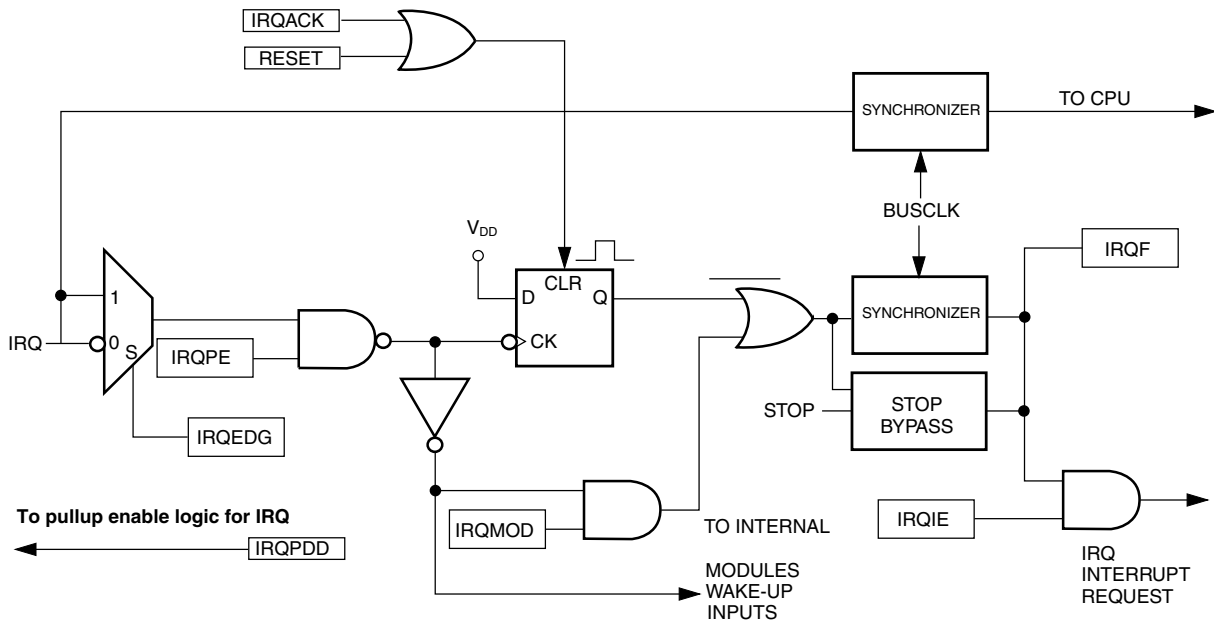 IRQACK
RESET
SYNCHRONIZER
TO CPU
BUSCLK
VDD
CLR
D
Q
CK
IRQF
1
0
S
IRQ
IRQPE
SYNCHRONIZER
IRQEDG
STOP
STOP
BYPASS
To pullup enable logic for IRQ
IRQPDD
IRQMOD
TO INTERNAL
MODULES
WAKE-UP
INPUTS
IRQIE
IRQ
INTERRUPT
REQUEST